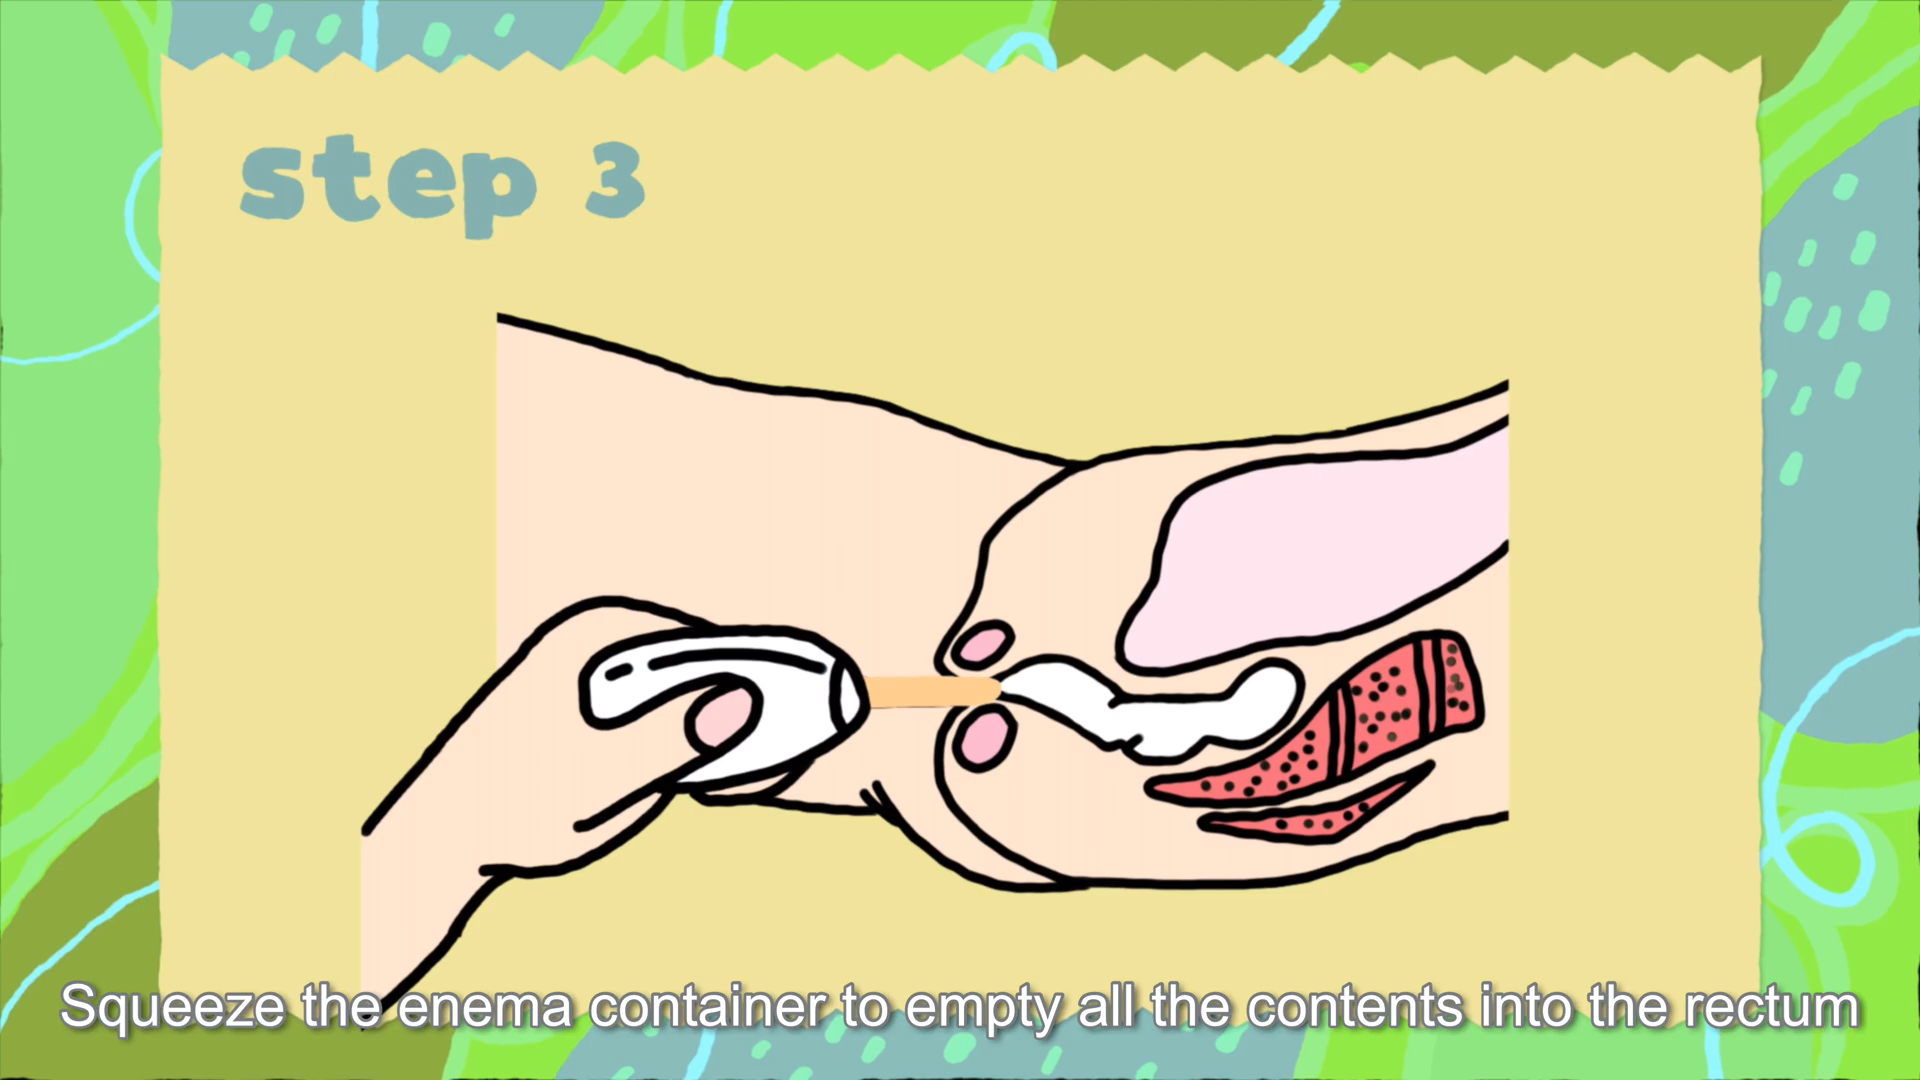 step 3
Squeeze the enema container to empty all the contents into the rectum